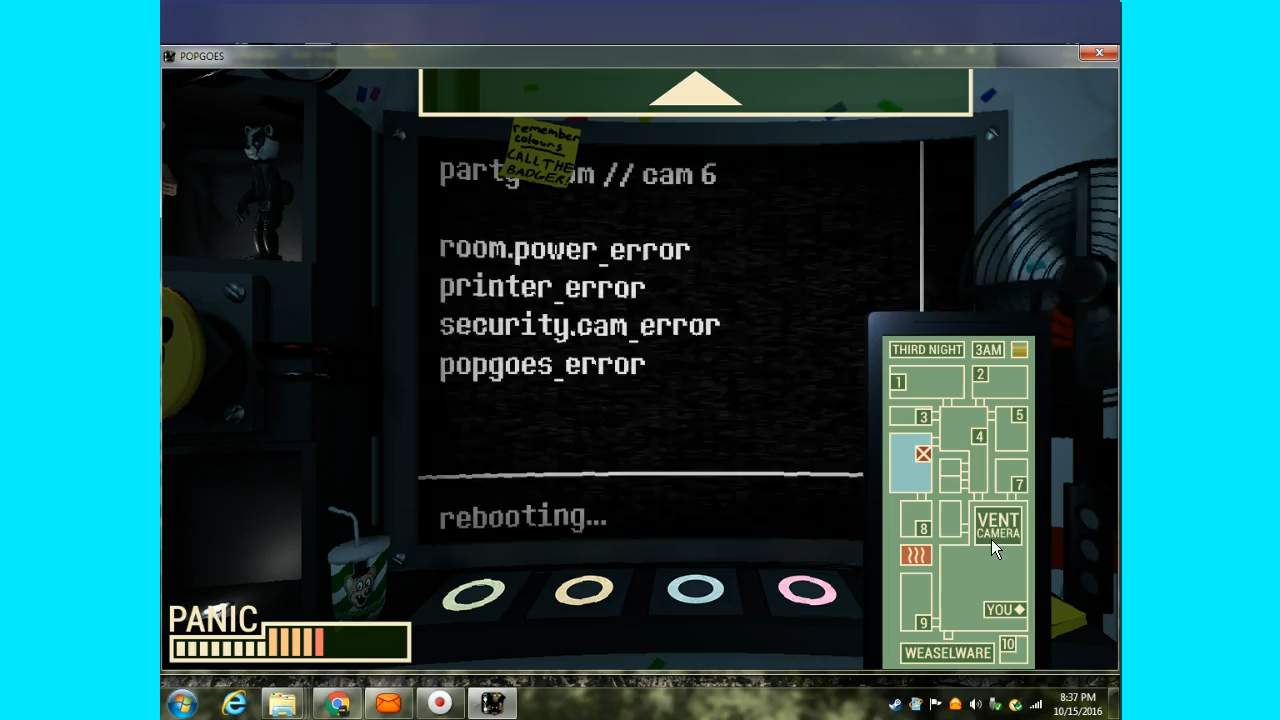 POPGOES
remember
colours
CALL THE
BADGER!
party room // cam 6
room.power_error
printer_error
security.cam_error
popgoes_error
rebooting...
THIRD NIGHT 3AM
1
2
3
5
4
7
8
VENT
CAMERA
YOU
9
10
WEASELWARE
PANIC
8:37 PM
10/15/2016